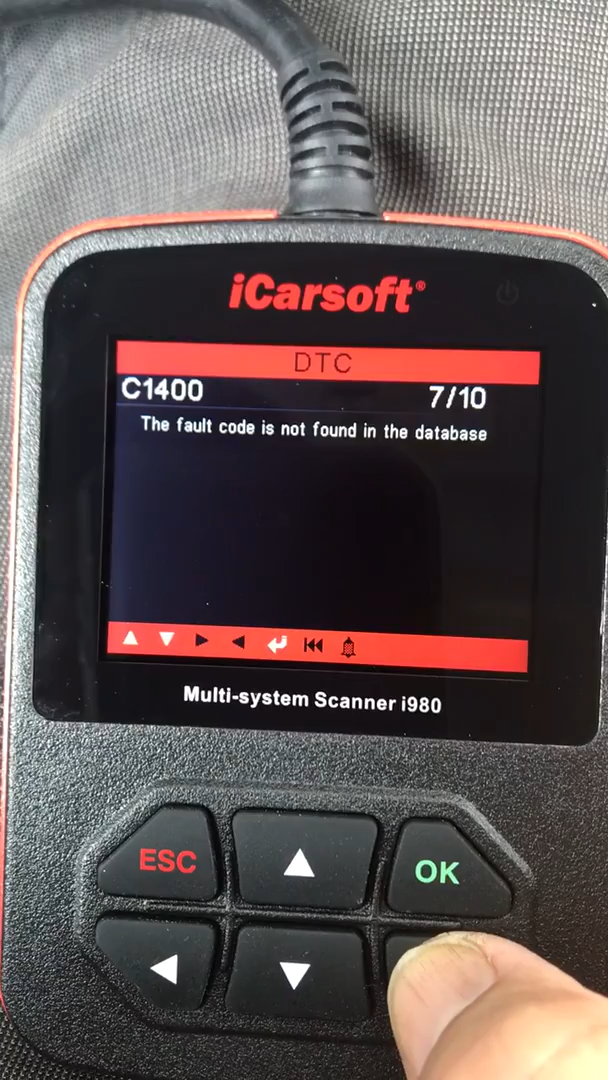 iCarsoft®
DTC
C1400 7/10
The fault code is not found in the database
Multi-system Scanner i980
ESC
OK